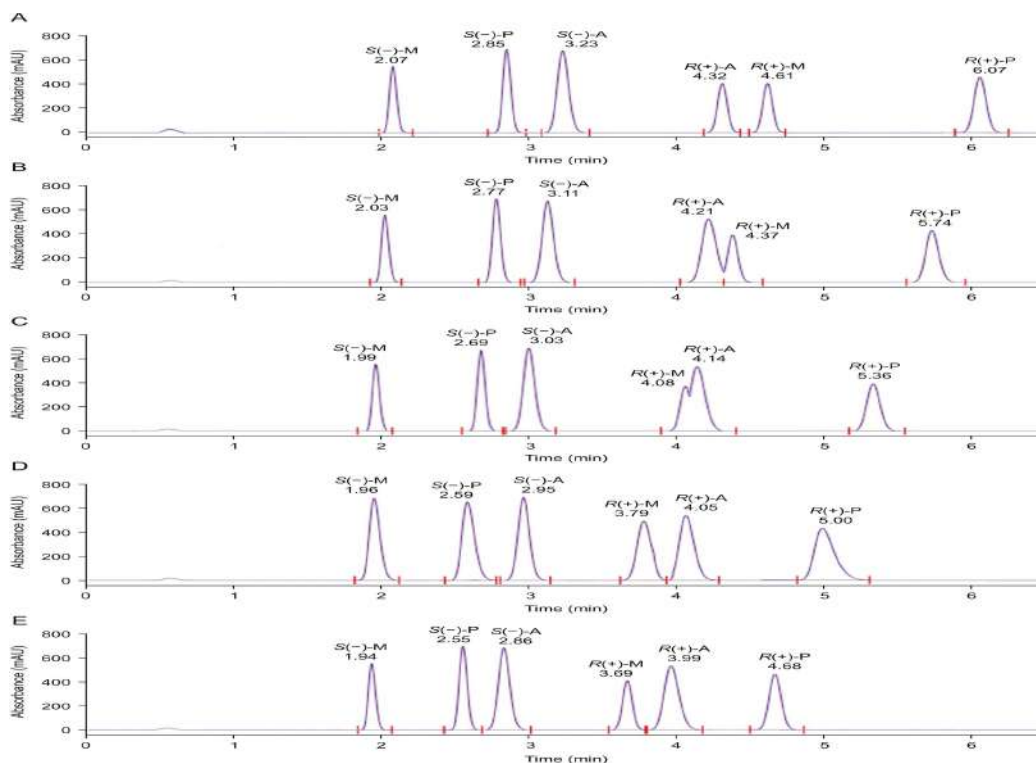 A
Absorbance (mAU)
800
600
400
200
0
S(−)-M
2.07
S(−)-P
2.85
S(−)-A
3.23
R(+)-A
4.32
R(+)-M
4.61
R(+)-P
6.07
0 1 2 3 4 5 6
Time (min)
B
Absorbance (mAU)
800
600
400
200
0
S(−)-M
2.03
S(−)-P
2.77
S(−)-A
3.11
R(+)-A
4.21
R(+)-M
4.37
R(+)-P
5.74
0 1 2 3 4 5 6
Time (min)
C
Absorbance (mAU)
800
600
400
200
0
S(−)-M
1.99
S(−)-P
2.69
S(−)-A
3.03
R(+)-M
4.08
R(+)-A
4.14
R(+)-P
5.36
0 1 2 3 4 5 6
Time (min)
D
Absorbance (mAU)
800
600
400
200
0
S(−)-M
1.96
S(−)-P
2.59
S(−)-A
2.95
R(+)-M
3.79
R(+)-A
4.05
R(+)-P
5.00
0 1 2 3 4 5 6
Time (min)
E
Absorbance (mAU)
800
600
400
200
0
S(−)-M
1.94
S(−)-P
2.55
S(−)-A
2.86
R(+)-M
3.69
R(+)-A
3.99
R(+)-P
4.68
0 1 2 3 4 5 6
Time (min)